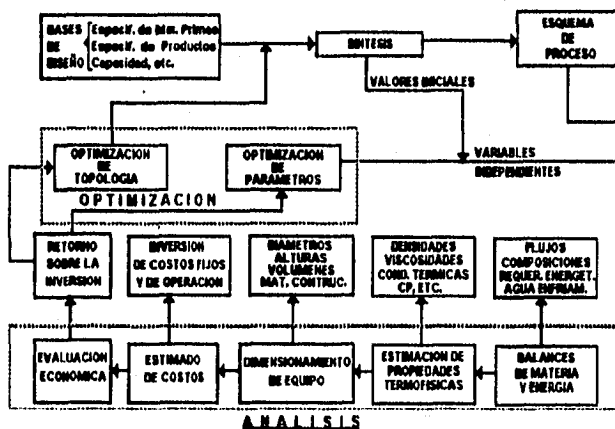 BASES
DE
DISEÑO
Especif. de Mat. Primas
Especif. de Productos
Capacidad, etc.
SINTESIS
ESQUEMA
DE
PROCESO
VALORES INICIALES
OPTIMIZACION
DE
TOPOLOGIA
OPTIMIZACION
DE
PARAMETROS
VARIABLES
INDEPENDIENTES
OPTIMIZACION
RETORNO
SOBRE LA
INVERSION
INVERSION
DE COSTOS FIJOS
Y DE OPERACION
DIAMETROS
ALTURAS
VOLUMENES
MAT. CONTRUC.
DENSIDADES
VISCOSIDADES
COND. TERMICAS
CP, ETC.
FLUJOS
COMPOSICIONES
REQUER. ENERGET.
AGUA ENFRIAM.
EVALUACION
ECONOMICA
ESTIMADO
DE COSTOS
DIMENSIONAMIENTO
DE EQUIPO
ESTIMACION DE
PROPIEDADES
TERMOFISICAS
BALANCES
DE MATERIA
Y ENERGIA
ANALISIS